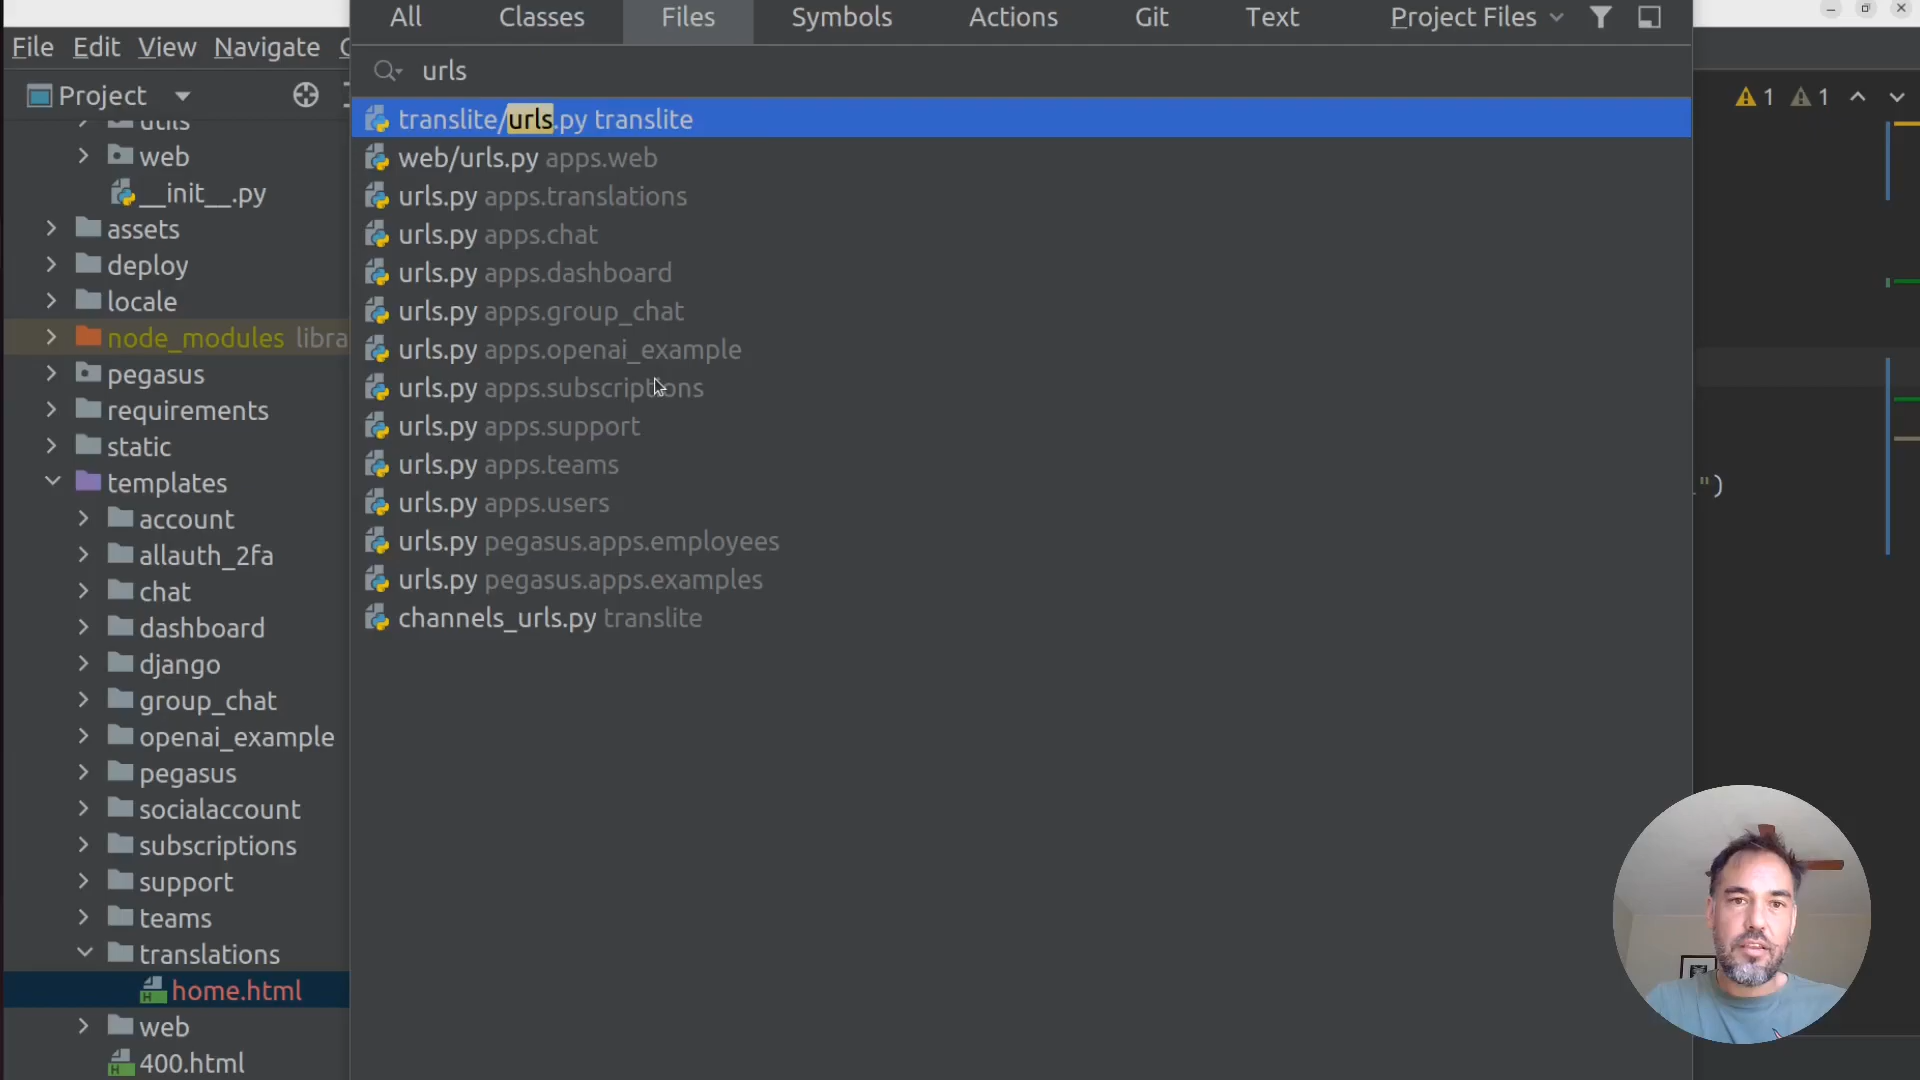 All Classes Files Symbols Actions Git Text Project Files
File Edit View Navigate
urls
Project
1 1
translite/urls.py translite
utils
web
web/urls.py apps.web
__init__.py
urls.py apps.translations
assets
urls.py apps.chat
deploy
urls.py apps.dashboard
locale
urls.py apps.group_chat
node_modules libra
urls.py apps.openai_example
pegasus
urls.py apps.subscriptions
requirements
urls.py apps.support
static
urls.py apps.teams
templates
")
urls.py apps.users
account
urls.py pegasus.apps.employees
allauth_2fa
urls.py pegasus.apps.examples
chat
channels_urls.py translite
dashboard
django
group_chat
openai_example
pegasus
socialaccount
subscriptions
support
teams
translations
home.html
web
400.html